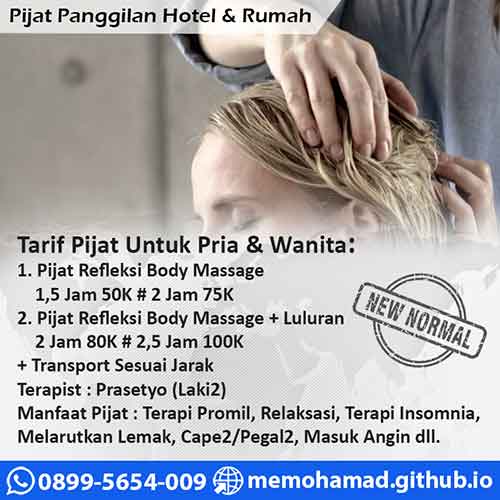 Pijat Panggilan Hotel & Rumah
Tarif Pijat Untuk Pria & Wanita:
1. Pijat Refleksi Body Massage
1,5 Jam 50K # 2 Jam 75K
2. Pijat Refleksi Body Massage + Luluran
2 Jam 80K # 2,5 Jam 100K
+ Transport Sesuai Jarak
NEW NORMAL
Terapist : Prasetyo (Laki2)
Manfaat Pijat : Terapi Promil, Relaksasi, Terapi Insomnia,
Melarutkan Lemak, Cape2/Pegal2, Masuk Angin dll.
0899-5654-009 memohamad.github.io